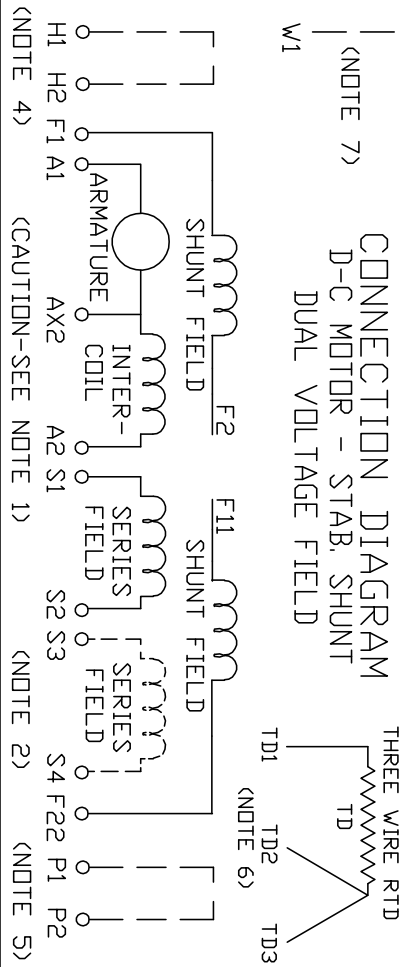 CONNECTION DIAGRAM
D-C MOTOR - STAB. SHUNT
DUAL VOLTAGE FIELD
W1
(NOTE 7)
THREE WIRE RTD
TD
TD1
TD2
TD3
(NOTE 6)
SHUNT FIELD
F2
F11
SHUNT FIELD
ARMATURE
INTER-
COIL
SERIES
FIELD
SERIES
FIELD
H1
H2
F1
A1
AX2
A2
S1
S2
S3
S4
F22
P1
P2
(NOTE 4)
(CAUTION-SEE NOTE 1)
(NOTE 2)
(NOTE 5)